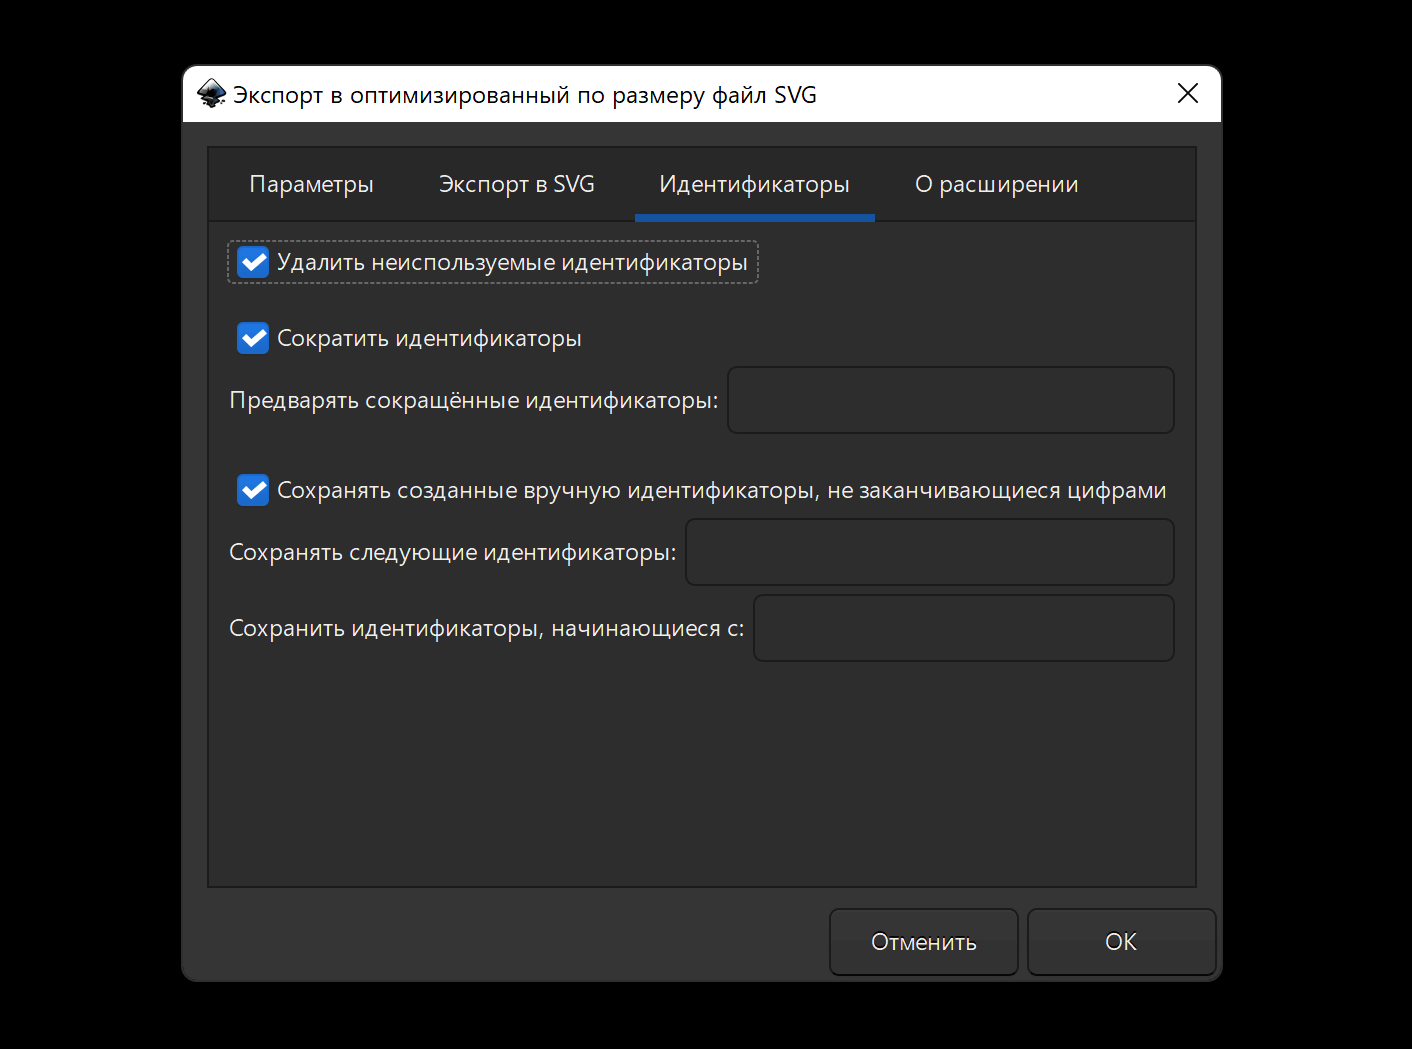 Экспорт в оптимизированный по размеру файл SVG
Параметры Экспорт в SVG Идентификаторы О расширении
Удалить неиспользуемые идентификаторы
Сократить идентификаторы
Предварять сокращённые идентификаторы:
Сохранять созданные вручную идентификаторы, не заканчивающиеся цифрами
Сохранять следующие идентификаторы:
Сохранить идентификаторы, начинающиеся с:
Отменить ОК